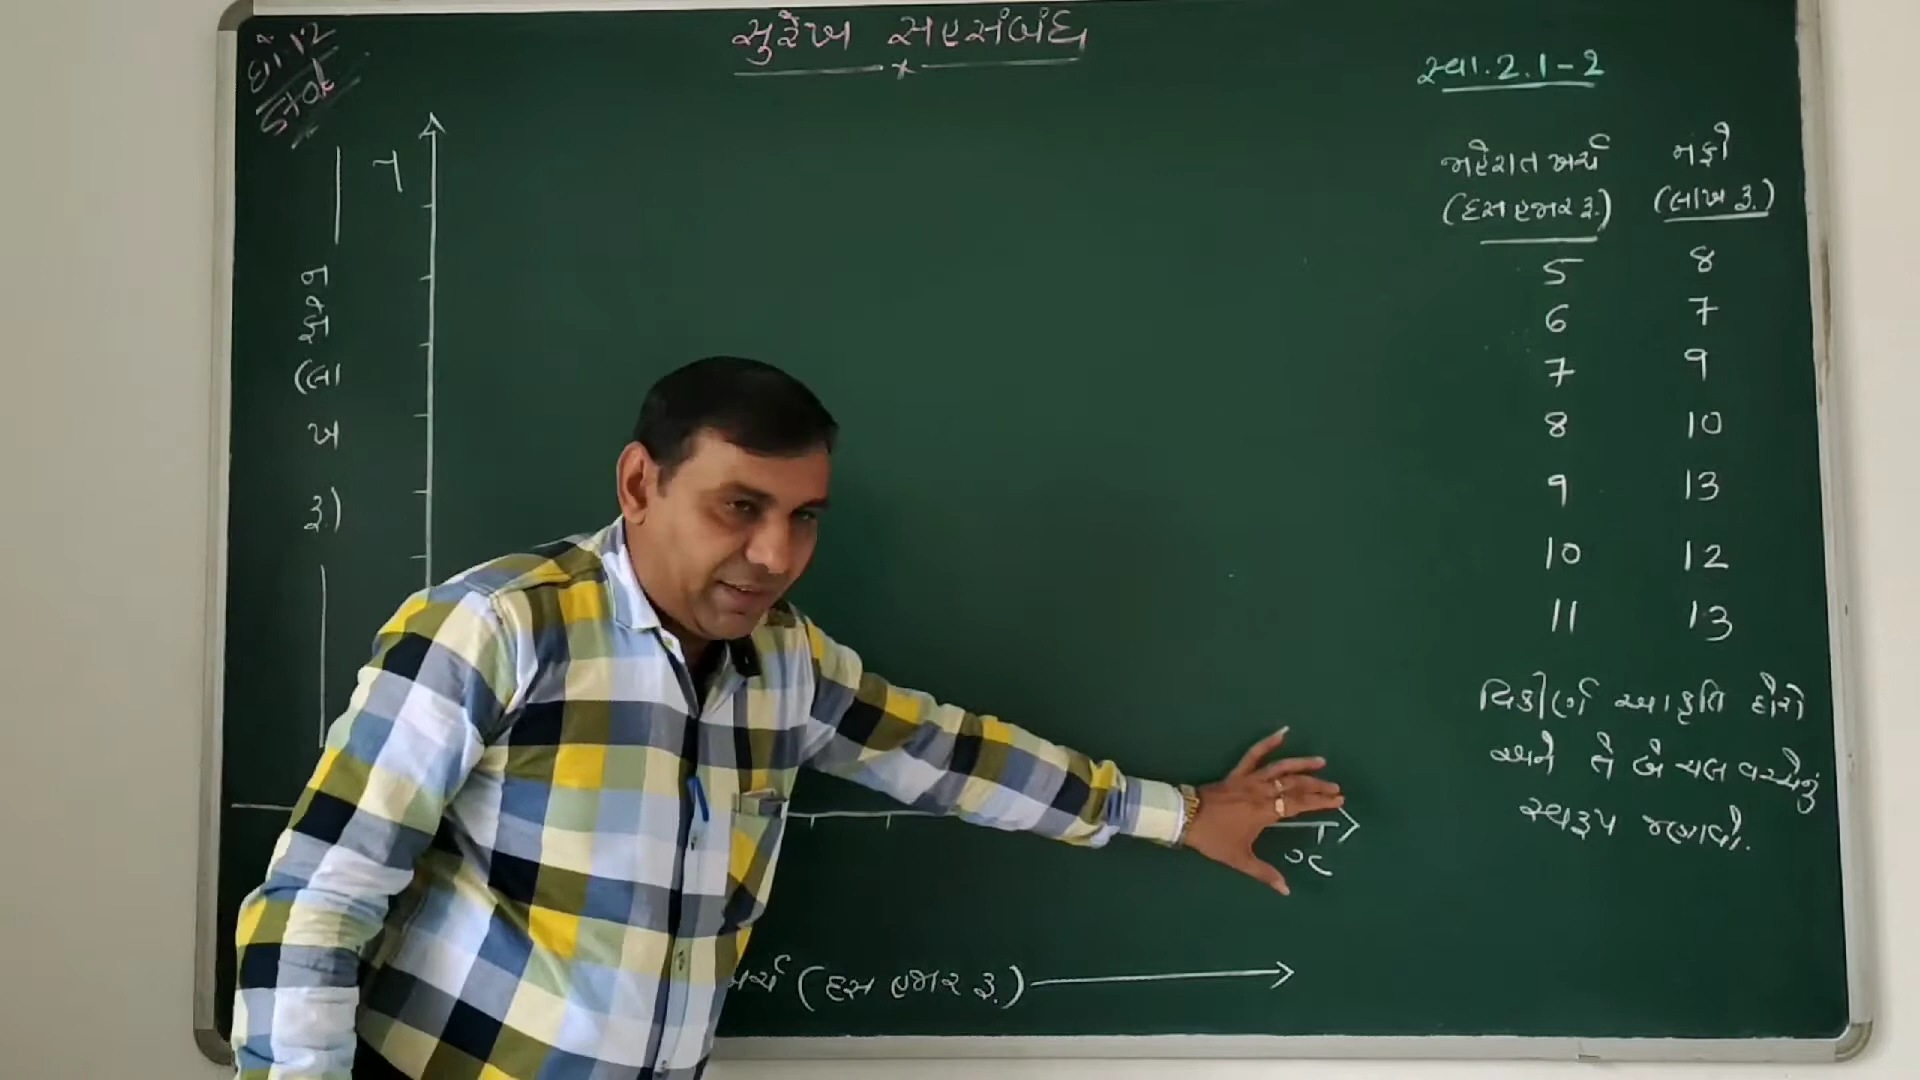 ધો.12
સુરેખ સહસંબંધ
સ્વા.2.1-2
Y
જાહેરાત ખર્ચ નફો
(દસ હજાર રૂ.) (લાખ રૂ.)
5 8
6 7
7 9
8 10
9 13
10 12
11 13
નફો
(લા
ખ
રૂ.)
વિકીર્ણ આકૃતિ દોરો
અને તે બે ચલ વચ્ચેનું
સ્વરૂપ જણાવો.
x
ખર્ચ (દસ હજાર રૂ.)